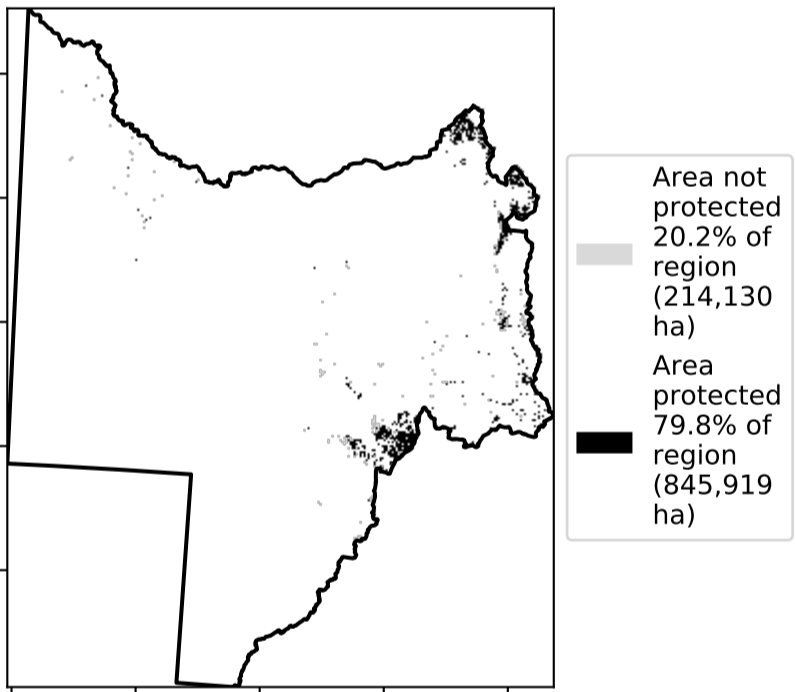 Area not
protected
20.2% of
region
(214,130
ha)
Area
protected
79.8% of
region
(845,919
ha)